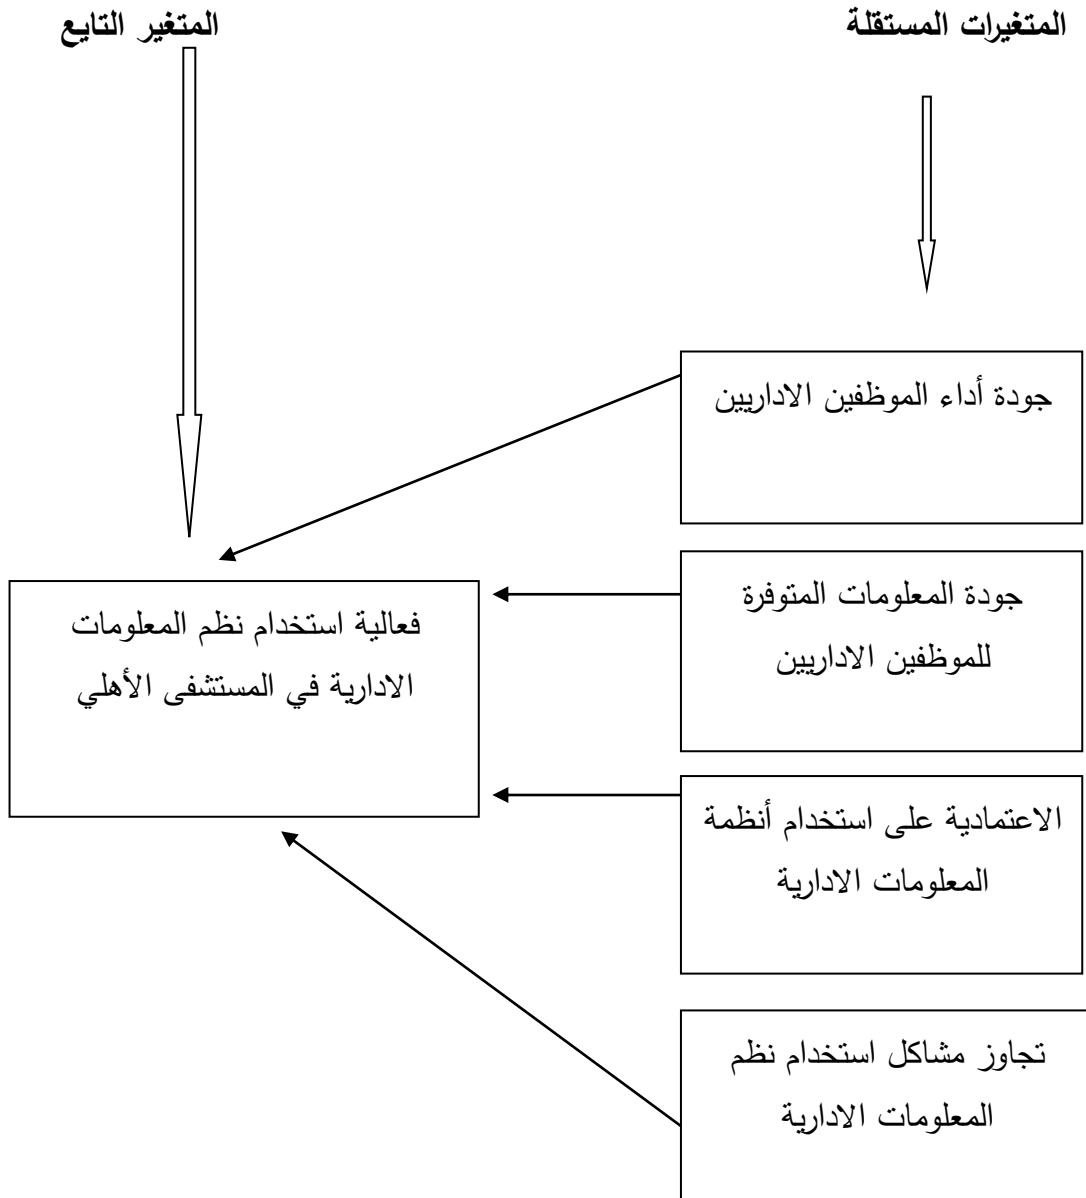 المتغيرات المستقلة
المتغير التايع
جودة أداء الموظفين الاداريين
جودة المعلومات المتوفرة
للموظفين الاداريين
فعالية استخدام نظم المعلومات
الادارية في المستشفى الأهلي
الاعتمادية على استخدام أنظمة
المعلومات الادارية
تجاوز مشاكل استخدام نظم
المعلومات الادارية